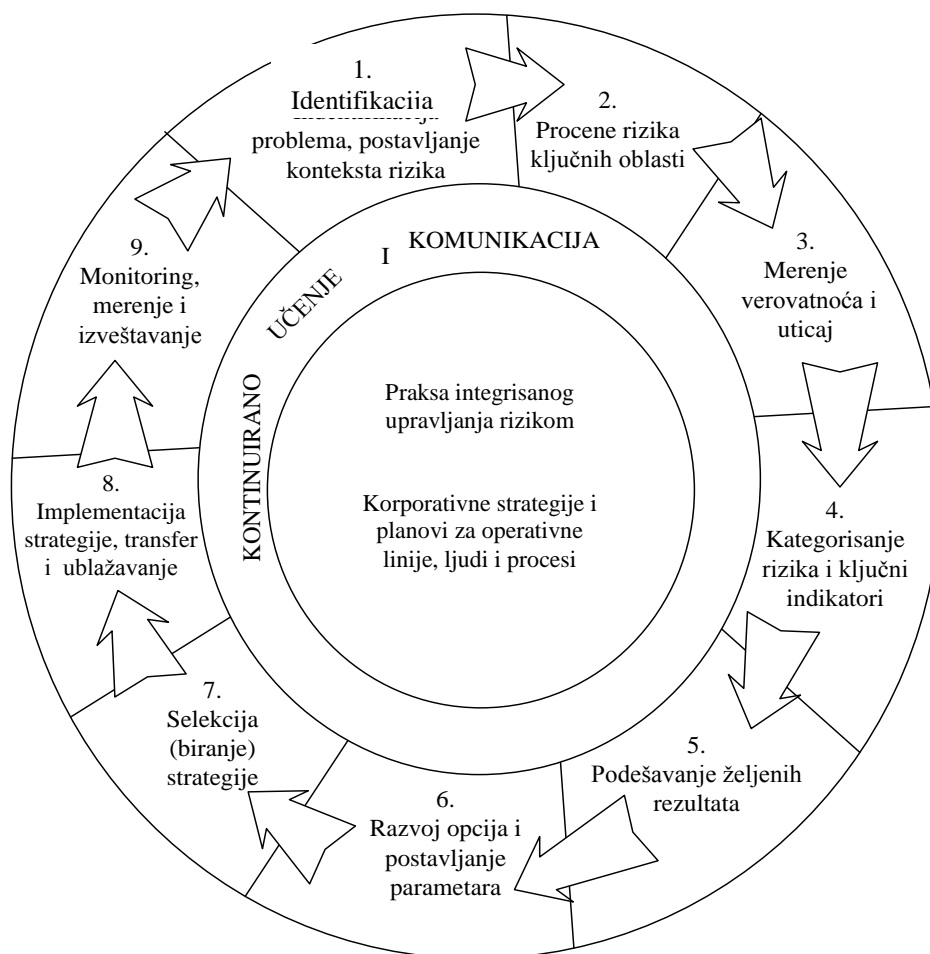 1.
Identifikacija
problema, postavljanje
konteksta rizika
2.
Procene rizika
ključnih oblasti
3.
Merenje
verovatnoća i
uticaj
4.
Kategorisanje
rizika i ključni
indikatori
5.
Podešavanje željenih
rezultata
6.
Razvoj opcija i
postavljanje
parametara
7.
Selekcija
(biranje)
strategije
8.
Implementacija
strategije, transfer
i ublažavanje
9.
Monitoring,
merenje i
izveštavanje
KONTINUIRANO UČENJE I KOMUNIKACIJA
Praksa integrisanog
upravljanja rizikom
Korporativne strategije i
planovi za operativne
linije, ljudi i procesi